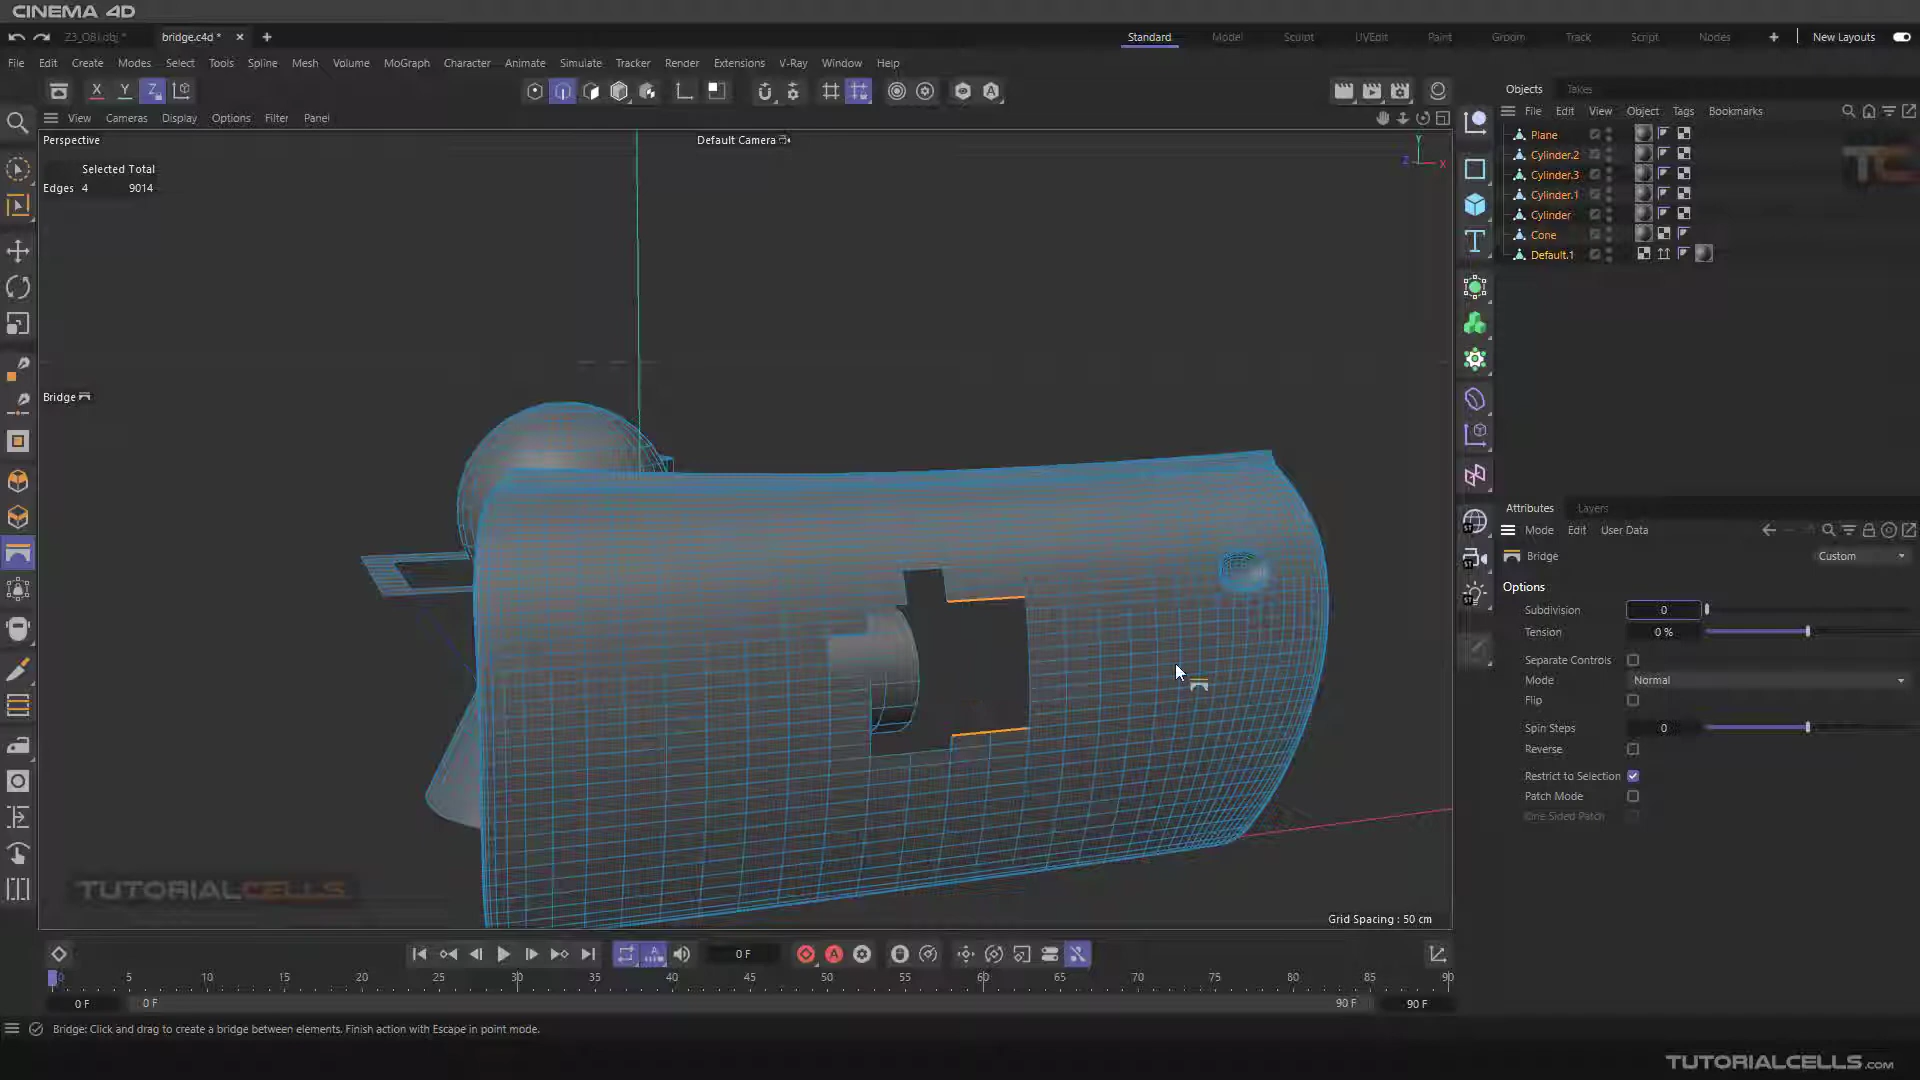 CINEMA 4D
Z3_OBJ.obj *
bridge.c4d *
Standard
Model
Sculpt
UVEdit
Paint
Groom
Track
Script
Nodes
New Layouts
File Edit Create Modes Select Tools Spline Mesh Volume MoGraph Character Animate Simulate Tracker Render Extensions V-Ray Window Help
X Y Z
View Cameras Display Options Filter Panel
Perspective
Default Camera
Y
Z X
Selected Total
Edges 4 9014
Bridge
Grid Spacing : 50 cm
Objects Takes
File Edit View Object Tags Bookmarks
Plane
Cylinder.2
Cylinder.3
Cylinder.1
Cylinder
Cone
Default.1
TC
Attributes Layers
Mode Edit User Data
Bridge Custom
Options
Subdivision 0
Tension 0 %
Separate Controls
Mode Normal
Flip
Spin Steps 0
Reverse
Restrict to Selection
Patch Mode
One Sided Patch
TUTORIALCELLS
0 F
0 5 10 15 20 25 30 35 40 45 50 55 60 65 70 75 80 85 90
0 F 0 F 90 F 90 F
Bridge: Click and drag to create a bridge between elements. Finish action with Escape in point mode.
TUTORIALCELLS.com